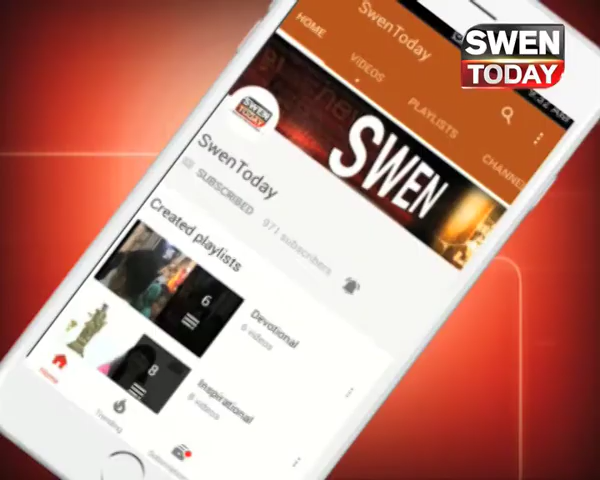 SWEN
TODAY
SwenToday
HOME
VIDEOS
PLAYLISTS
CHANNE
SWEN
TODAY
SWEN
SwenToday
SUBSCRIBED 971 subscribers
Created playlists
6
Devotional
6 videos
8
Inspirational
8 videos
Home
Trending